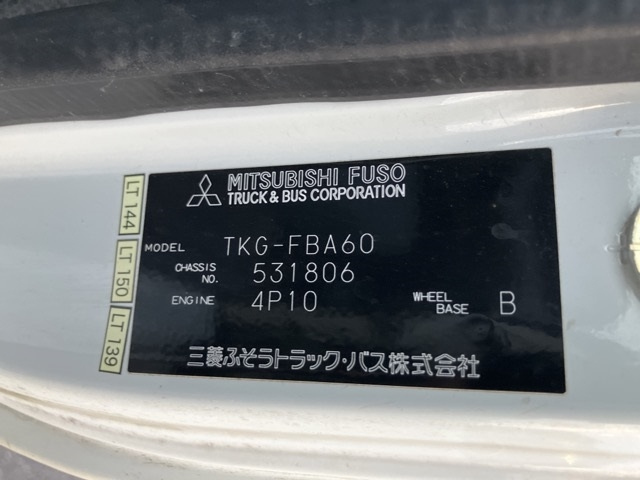 MITSUBISHI FUSO
TRUCK & BUS CORPORATION
MODEL TKG-FBA60
CHASSIS NO. 531806
ENGINE 4P10 WHEEL BASE B
三菱ふそうトラック・バス株式会社
LT 144
LT 150
LT 139